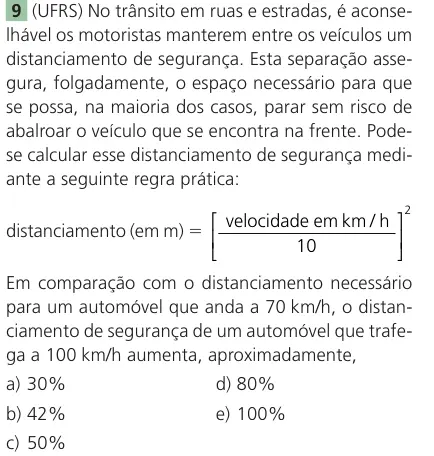 9 (UFRS) No trânsito em ruas e estradas, é aconse-
lhável os motoristas manterem entre os veículos um
distanciamento de segurança. Esta separação asse-
gura, folgadamente, o espaço necessário para que
se possa, na maioria dos casos, parar sem risco de
abalroar o veículo que se encontra na frente. Pode-
se calcular esse distanciamento de segurança medi-
ante a seguinte regra prática:
distanciamento (em m) = [velocidade em km / h / 10]²
Em comparação com o distanciamento necessário
para um automóvel que anda a 70 km/h, o distan-
ciamento de segurança de um automóvel que trafe-
ga a 100 km/h aumenta, aproximadamente,
a) 30% d) 80%
b) 42% e) 100%
c) 50%